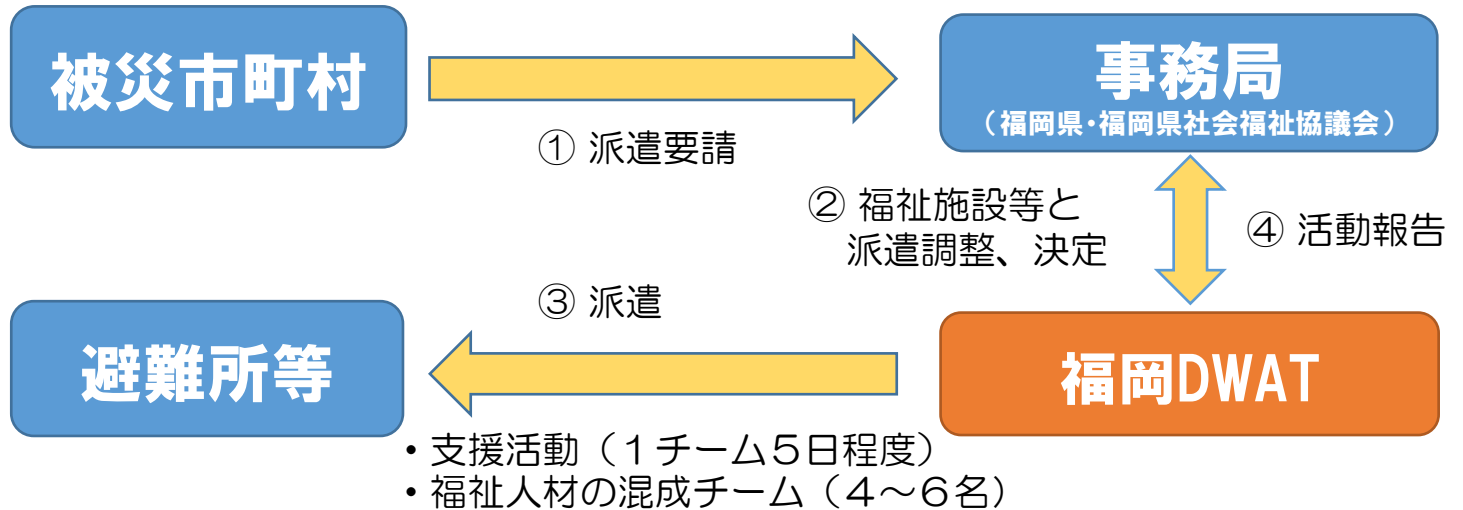 被災市町村
事務局
（福岡県・福岡県社会福祉協議会）
① 派遣要請
② 福祉施設等と
派遣調整、決定
④ 活動報告
③ 派遣
避難所等
福岡DWAT
・支援活動（１チーム５日程度）
・福祉人材の混成チーム（４～６名）